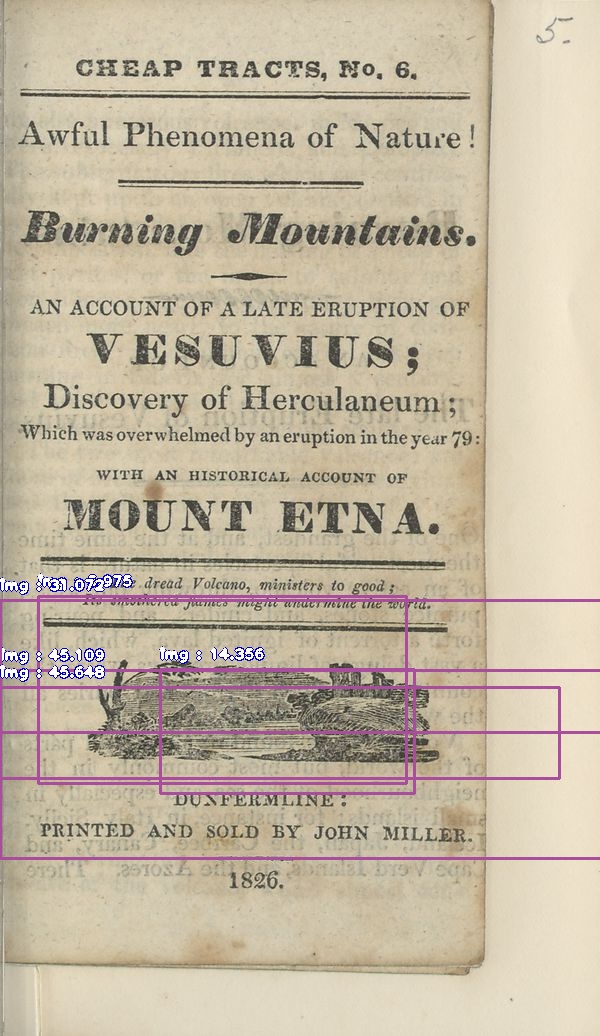 5.
CHEAP TRACTS, No. 6.
Awful Phenomena of Nature!
Burning Mountains.
AN ACCOUNT OF A LATE ERUPTION OF
VESUVIUS;
Discovery of Herculaneum;
Which was overwhelmed by an eruption in the year 79:
WITH AN HISTORICAL ACCOUNT OF
MOUNT ETNA.
dread Volcano, ministers to good;
Its smothered flames might undermine the world.
Img : 31.072
Img : 45.109
Img : 14.356
Img : 45.648
DUNFERMLINE:
PRINTED AND SOLD BY JOHN MILLER.
1826.